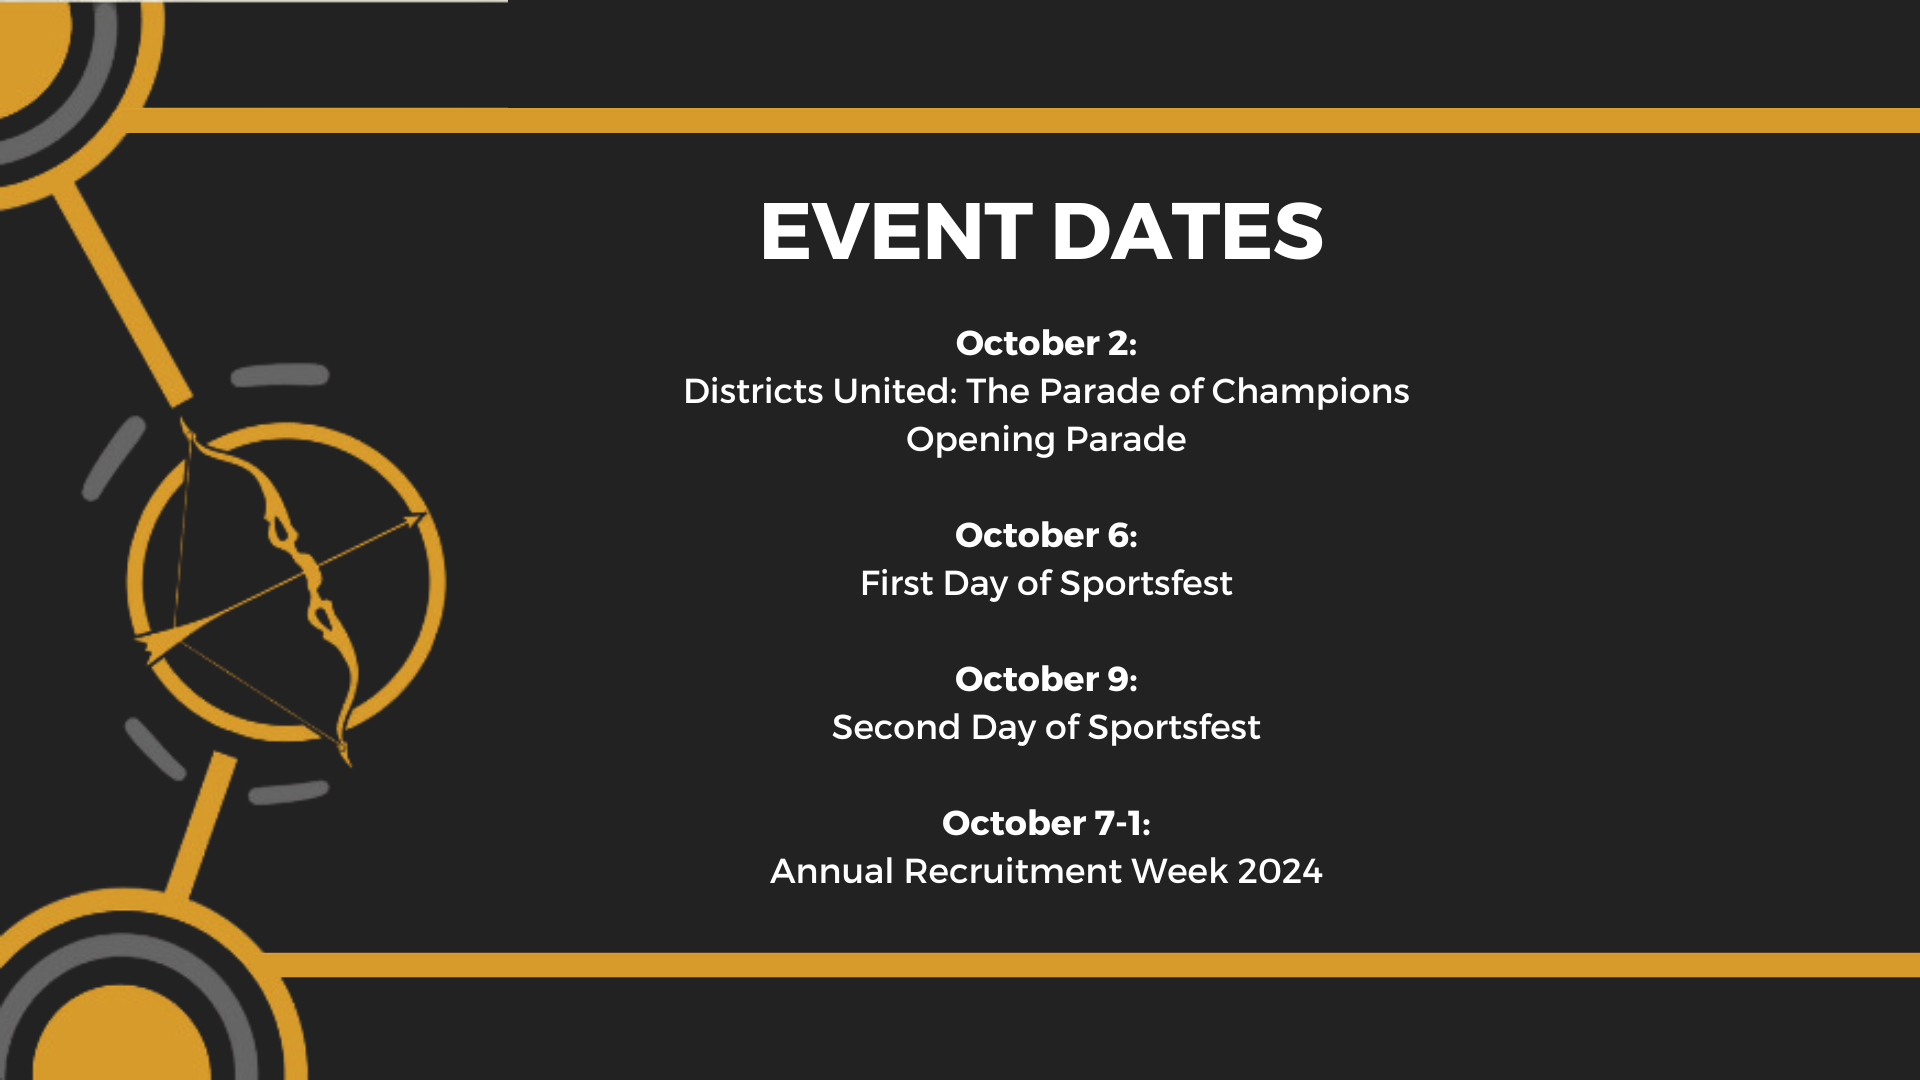 EVENT DATES
October 2:
Districts United: The Parade of Champions
Opening Parade
October 6:
First Day of Sportsfest
October 9:
Second Day of Sportsfest
October 7-1:
Annual Recruitment Week 2024